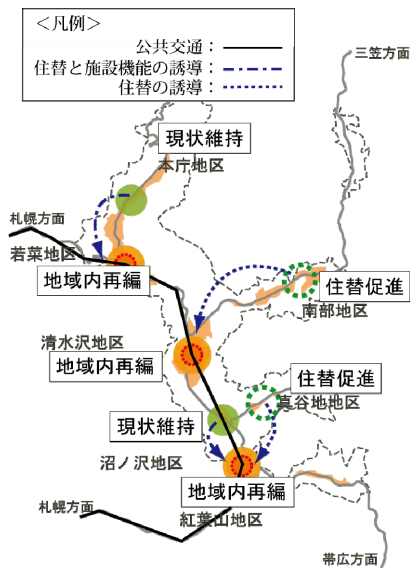 ＜凡例＞
公共交通：
住替と施設機能の誘導：
住替の誘導：
三笠方面
現状維持
本庁地区
札幌方面
若菜地区
地域内再編
住替促進
南部地区
清水沢地区
地域内再編
住替促進
真谷地地区
現状維持
沼ノ沢地区
地域内再編
札幌方面
紅葉山地区
帯広方面